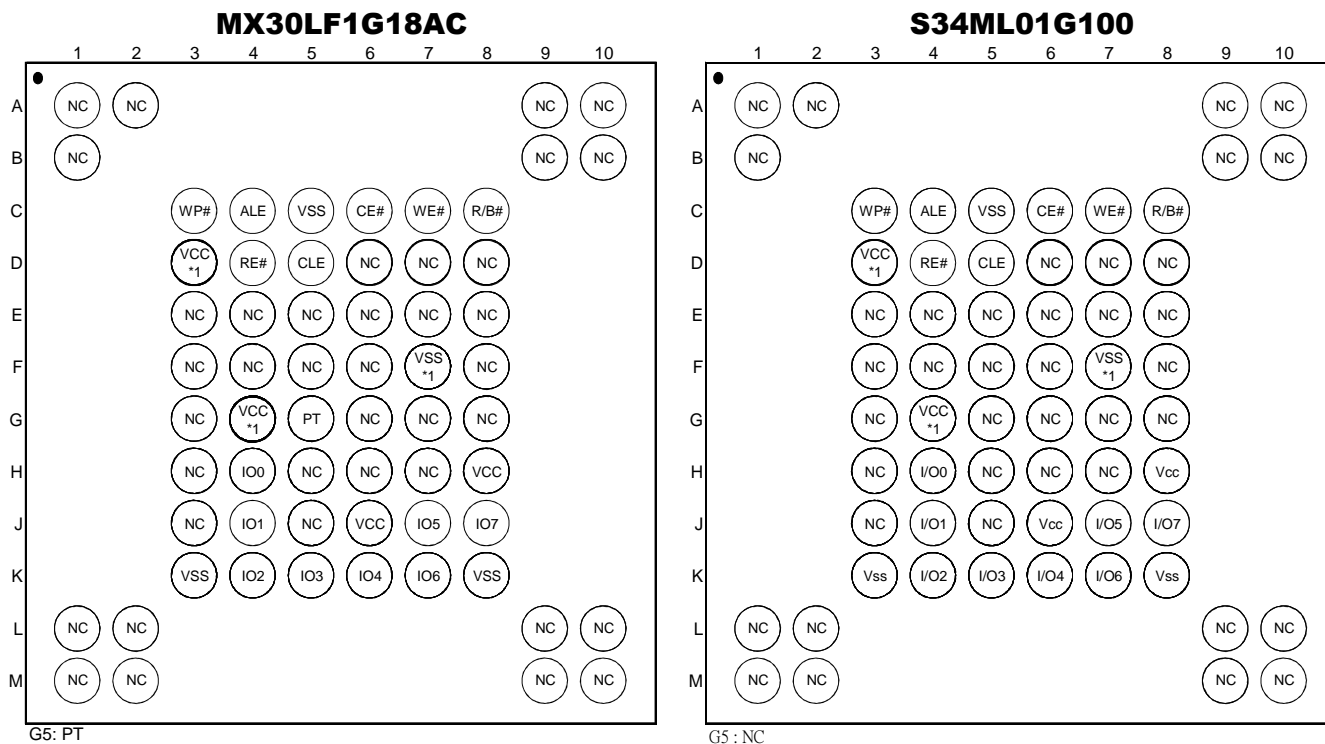 MX30LF1G18AC
1 2 3 4 5 6 7 8 9 10
A NC NC NC NC
B NC NC NC
C WP# ALE VSS CE# WE# R/B#
D VCC *1 RE# CLE NC NC NC
E NC NC NC NC NC NC
F NC NC NC NC VSS *1 NC
G NC VCC *1 PT NC NC NC
H NC IO0 NC NC NC VCC
J NC IO1 NC VCC IO5 IO7
K VSS IO2 IO3 IO4 IO6 VSS
L NC NC NC NC
M NC NC NC NC
G5: PT
S34ML01G100
1 2 3 4 5 6 7 8 9 10
A NC NC NC NC
B NC NC NC
C WP# ALE VSS CE# WE# R/B#
D VCC *1 RE# CLE NC NC NC
E NC NC NC NC NC NC
F NC NC NC NC VSS *1 NC
G NC VCC *1 NC NC NC NC
H NC I/O0 NC NC NC Vcc
J NC I/O1 NC Vcc I/O5 I/O7
K Vss I/O2 I/O3 I/O4 I/O6 Vss
L NC NC NC NC
M NC NC NC NC
G5 : NC